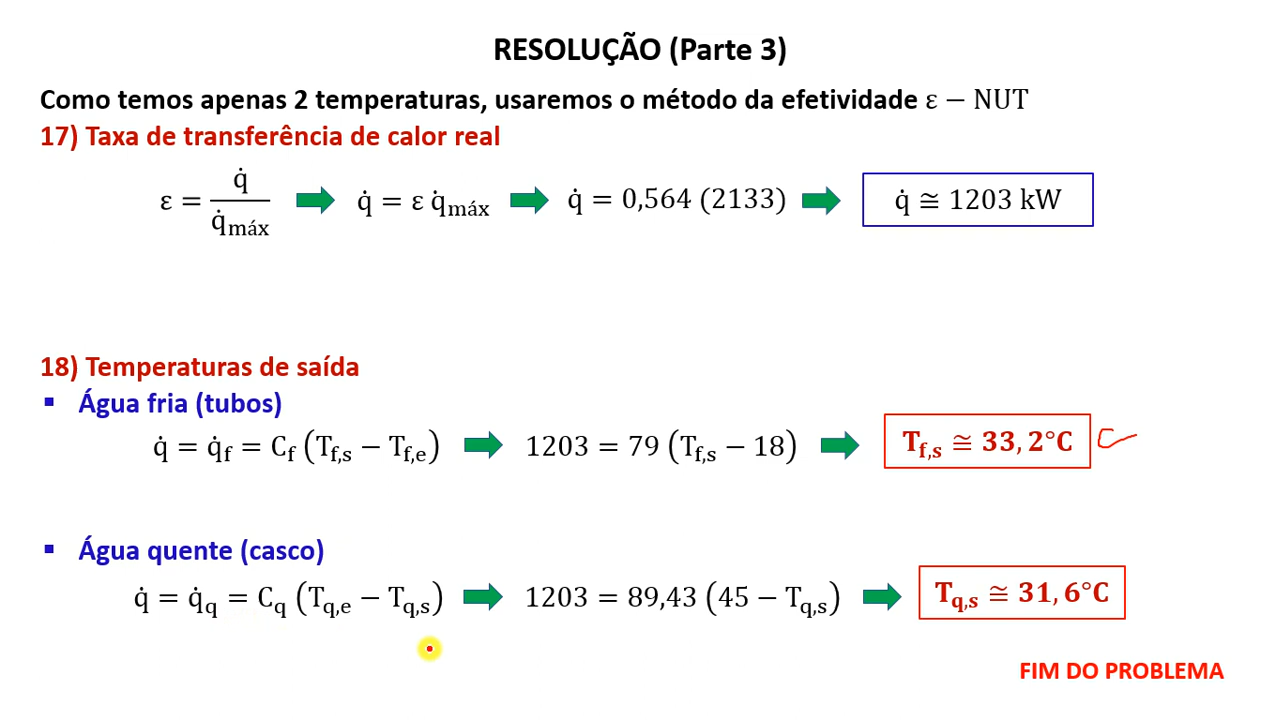 RESOLUÇÃO (Parte 3)
Como temos apenas 2 temperaturas, usaremos o método da efetividade ε − NUT
17) Taxa de transferência de calor real
ε = q̇ / q̇máx q̇ = ε q̇máx q̇ = 0,564 (2133) q̇ ≅ 1203 kW
18) Temperaturas de saída
▪ Água fria (tubos)
q̇ = q̇f = Cf (Tf,s − Tf,e) 1203 = 79 (Tf,s − 18) Tf,s ≅ 33,2°C
▪ Água quente (casco)
q̇ = q̇q = Cq (Tq,e − Tq,s) 1203 = 89,43 (45 − Tq,s) Tq,s ≅ 31,6°C
FIM DO PROBLEMA